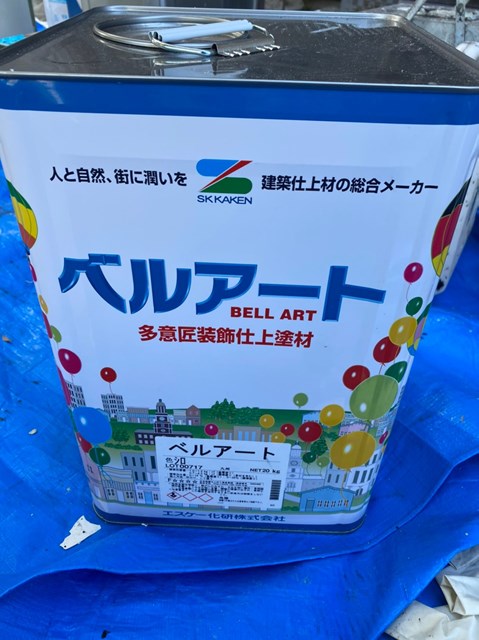 人と自然、街に潤いを
SK KAKEN
建築仕上材の総合メーカー
ベルアート
BELL ART
多意匠装飾仕上塗材
ベルアート
色
LOT
NET20 kg
エスケー化研株式会社